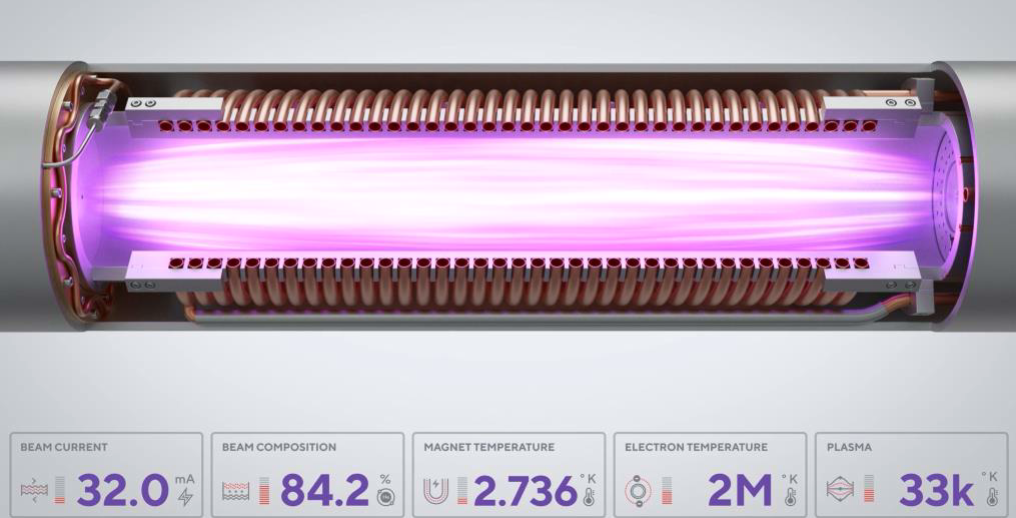 BEAM CURRENT
32.0 mA
BEAM COMPOSITION
84.2 %
MAGNET TEMPERATURE
2.736 °K
ELECTRON TEMPERATURE
2M °K
PLASMA
33k °K